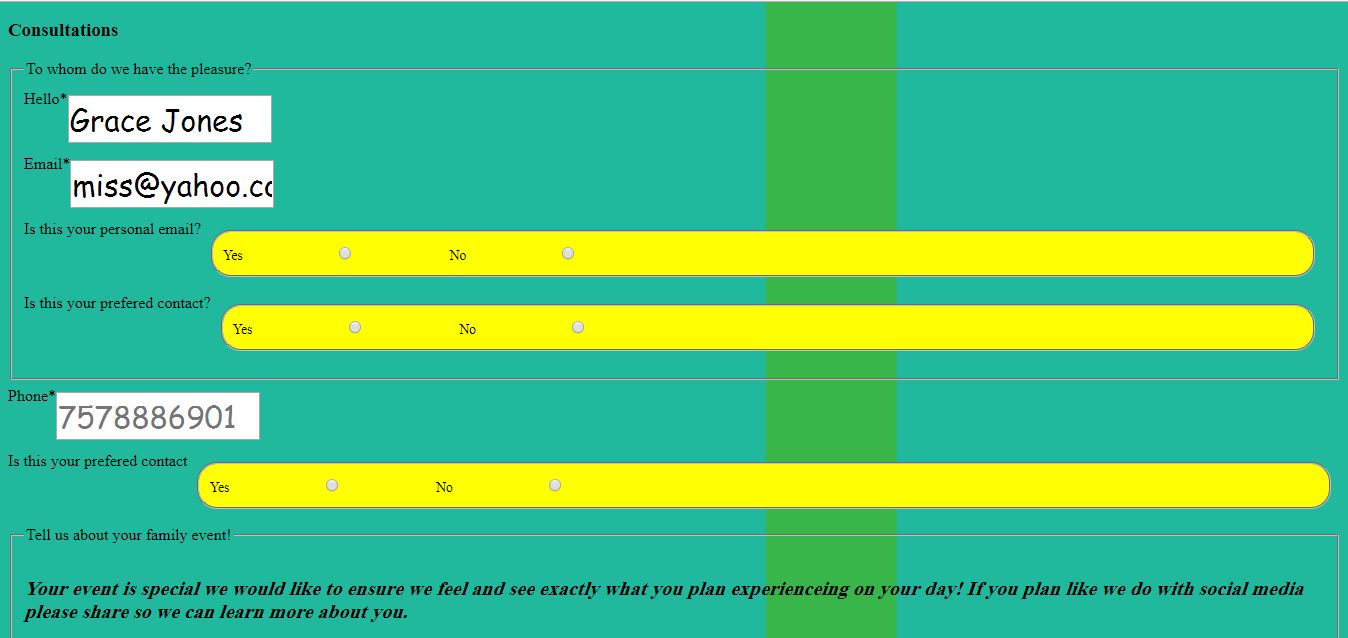 Consultations
To whom do we have the pleasure?
Hello*
Grace Jones
Email*
miss@yahoo.cc
Is this your personal email?
Yes No
Is this your prefered contact?
Yes No
Phone*
7578886901
Is this your prefered contact
Yes No
Tell us about your family event!
Your event is special we would like to ensure we feel and see exactly what you plan experienceing on your day! If you plan like we do with social media
please share so we can learn more about you.